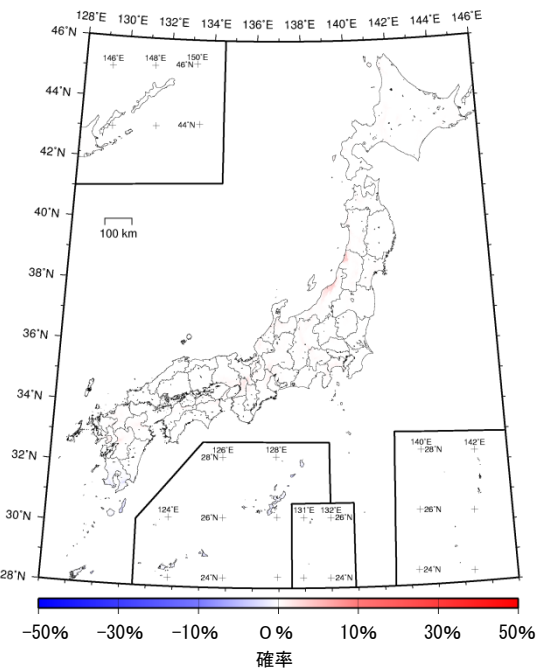 128°E 130°E 132°E 134°E 136°E 138°E 140°E 142°E 144°E 146°E
46°N
146°E 148°E 150°E
46°N
44°N
44°N
42°N
40°N
100 km
38°N
36°N
34°N
32°N
126°E 128°E
28°N
140°E 142°E
28°N
124°E
131°E 132°E
30°N
26°N
26°N
26°N
28°N
24°N
24°N
24°N
-50% -30% -10% 0% 10% 30% 50%
確率